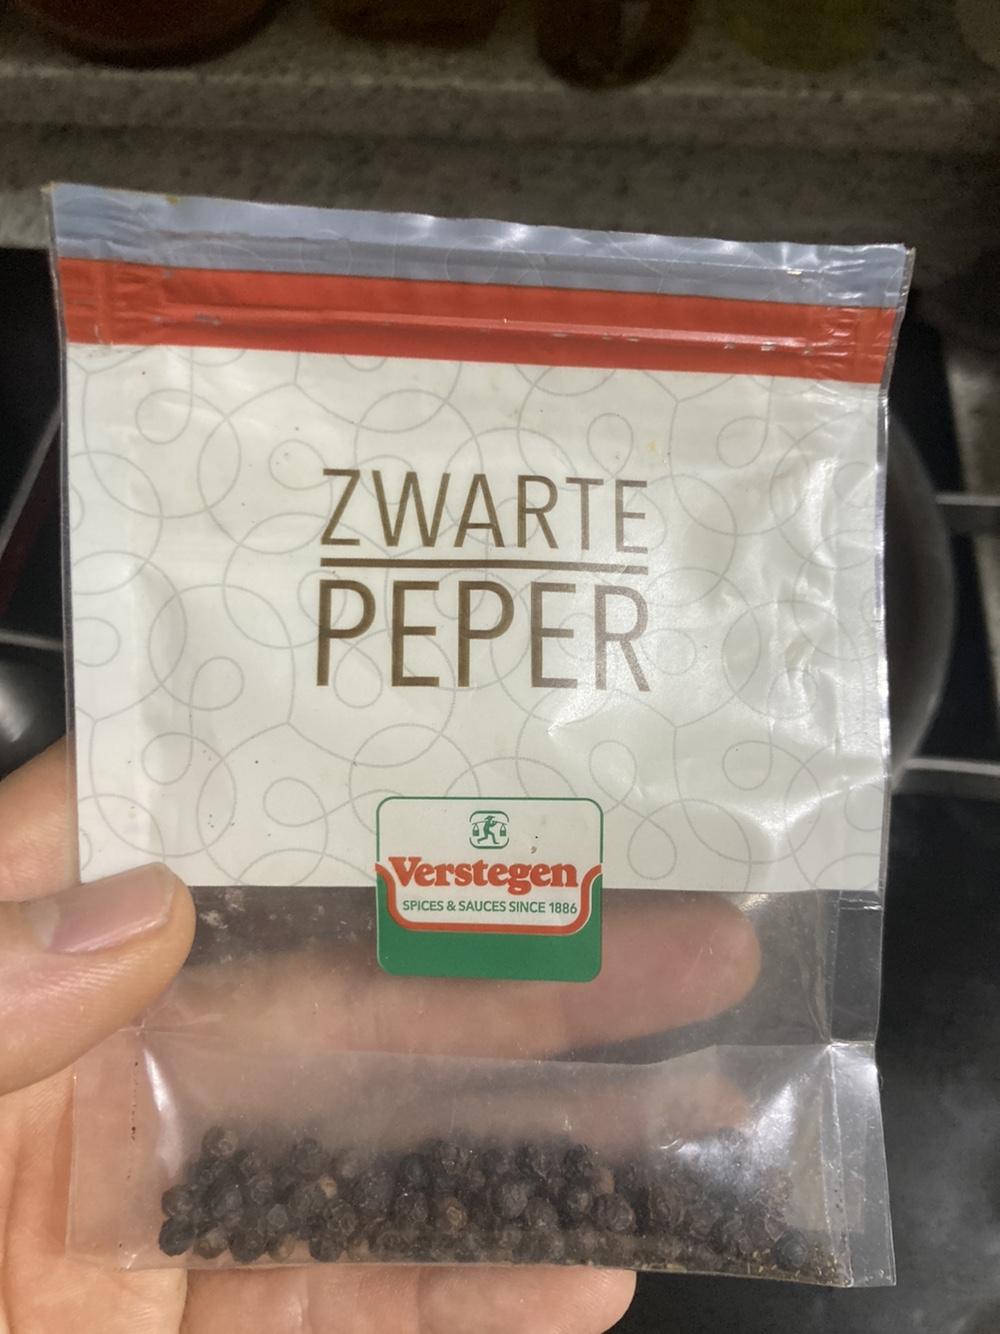 ZWARTE
PEPER
Verstegen
SPICES & SAUCES SINCE 1886